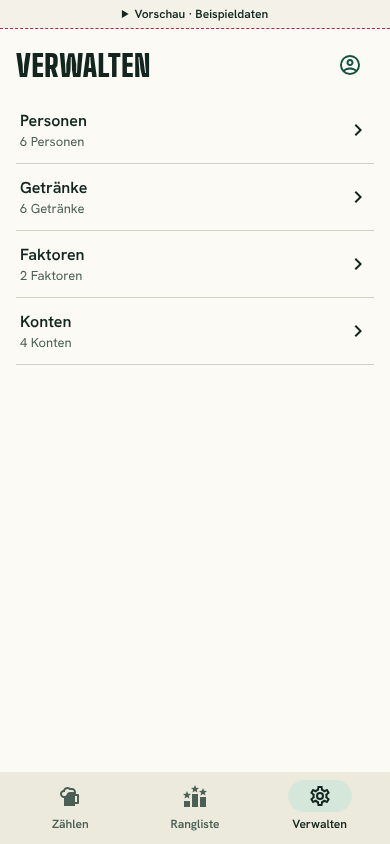 ▶ Vorschau · Beispieldaten
VERWALTEN
Personen
6 Personen
Getränke
6 Getränke
Faktoren
2 Faktoren
Konten
4 Konten
Zählen
Rangliste
Verwalten